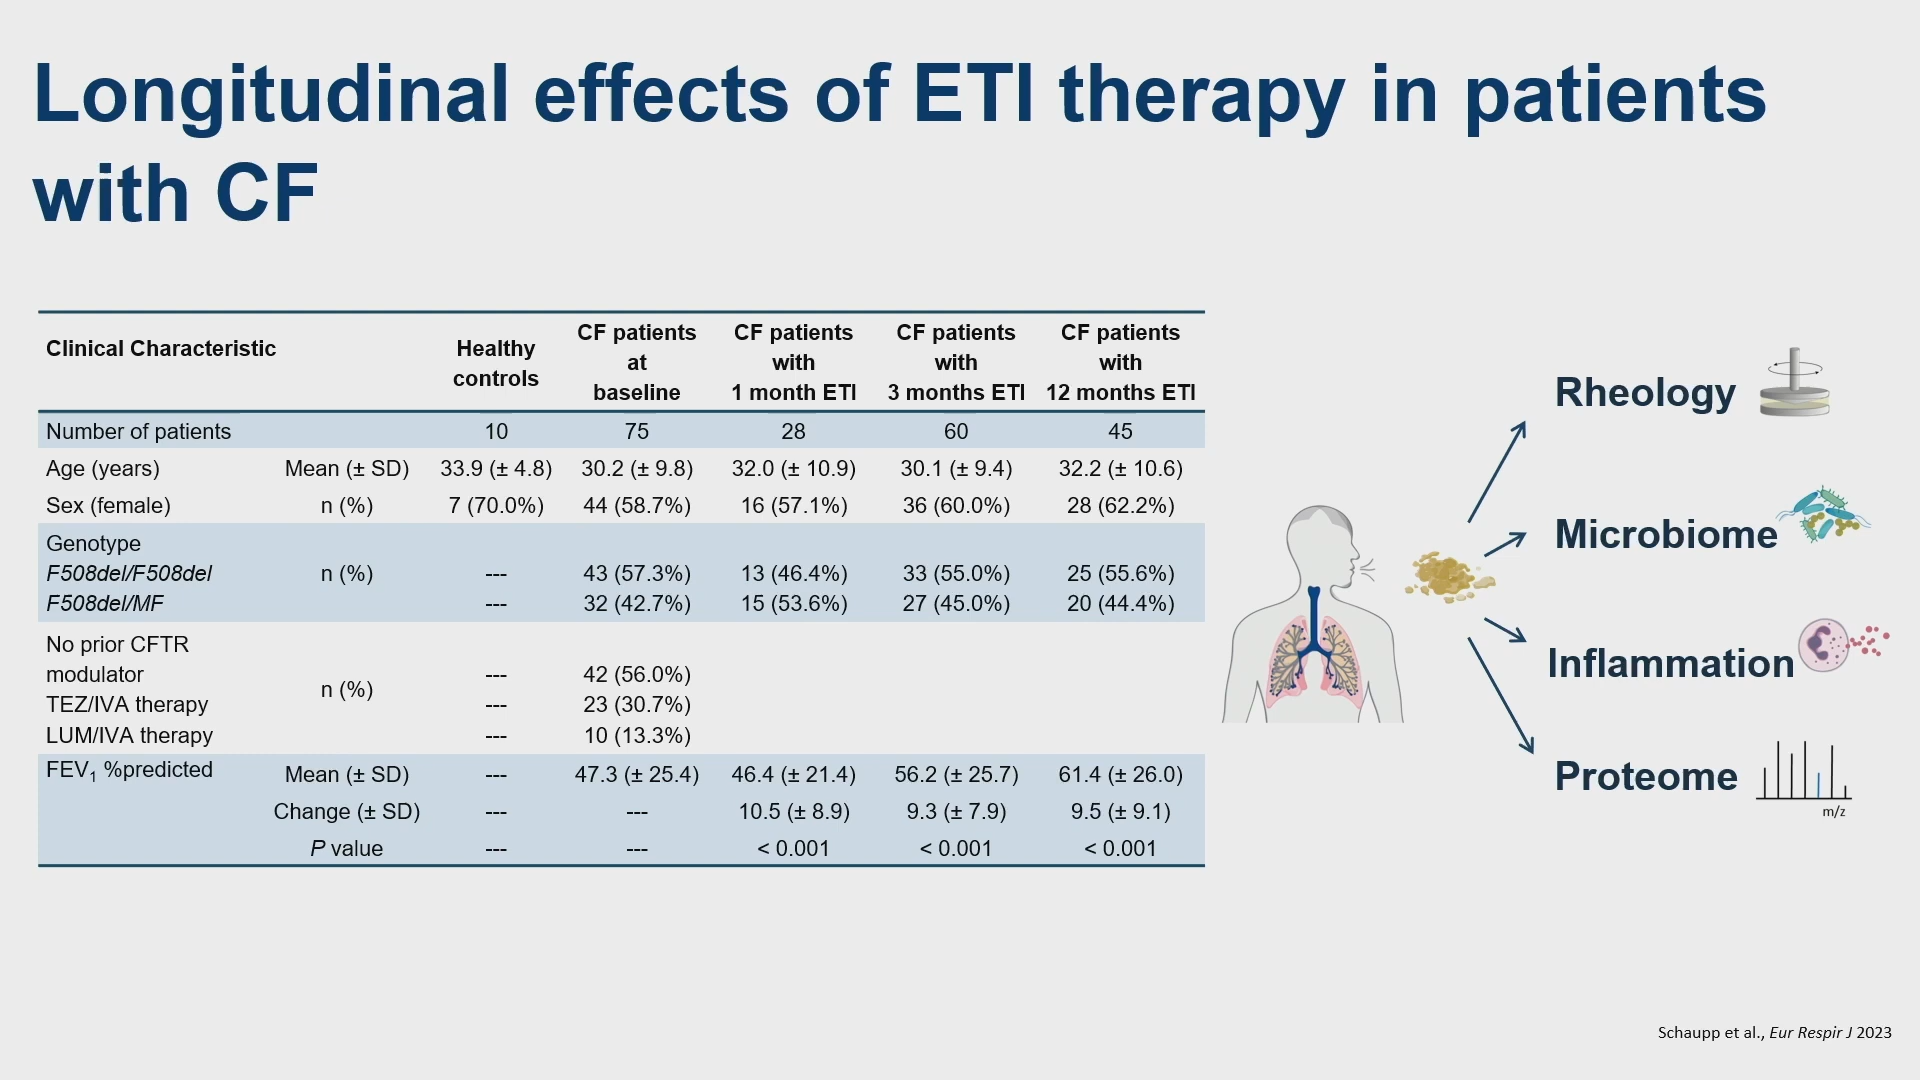 Longitudinal effects of ETI therapy in patients
with CF
Clinical Characteristic
Healthy
controls
CF patients
at
baseline
CF patients
with
1 month ETI
CF patients
with
3 months ETI
CF patients
with
12 months ETI
Number of patients 10 75 28 60 45
Age (years) Mean (± SD) 33.9 (± 4.8) 30.2 (± 9.8) 32.0 (± 10.9) 30.1 (± 9.4) 32.2 (± 10.6)
Sex (female) n (%) 7 (70.0%) 44 (58.7%) 16 (57.1%) 36 (60.0%) 28 (62.2%)
Genotype
F508del/F508del n (%) --- 43 (57.3%) 13 (46.4%) 33 (55.0%) 25 (55.6%)
F508del/MF --- 32 (42.7%) 15 (53.6%) 27 (45.0%) 20 (44.4%)
No prior CFTR
modulator --- 42 (56.0%)
n (%)
TEZ/IVA therapy --- 23 (30.7%)
LUM/IVA therapy --- 10 (13.3%)
FEV₁ %predicted Mean (± SD) --- 47.3 (± 25.4) 46.4 (± 21.4) 56.2 (± 25.7) 61.4 (± 26.0)
Change (± SD) --- --- 10.5 (± 8.9) 9.3 (± 7.9) 9.5 (± 9.1)
P value --- --- < 0.001 < 0.001 < 0.001
Rheology
Microbiome
Inflammation
Proteome
m/z
Schaupp et al., Eur Respir J 2023